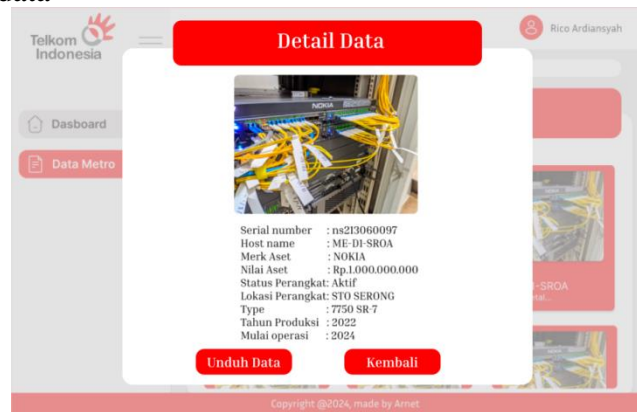 Telkom
Indonesia
Detail Data
Rico Ardiansyah
NOKIA
Dasboard
Data Metro
Serial number : ns213060097
Host name : ME-D1-SROA
Merk Aset : NOKIA
Nilai Aset : Rp.1.000.000.000
Status Perangkat: Aktif
Lokasi Perangkat: STO SERONG
Type : 7750 SR-7
Tahun Produksi : 2022
Mulai operasi : 2024
-SROA
Unduh Data
Kembali
Copyright @2024, made by Arnet